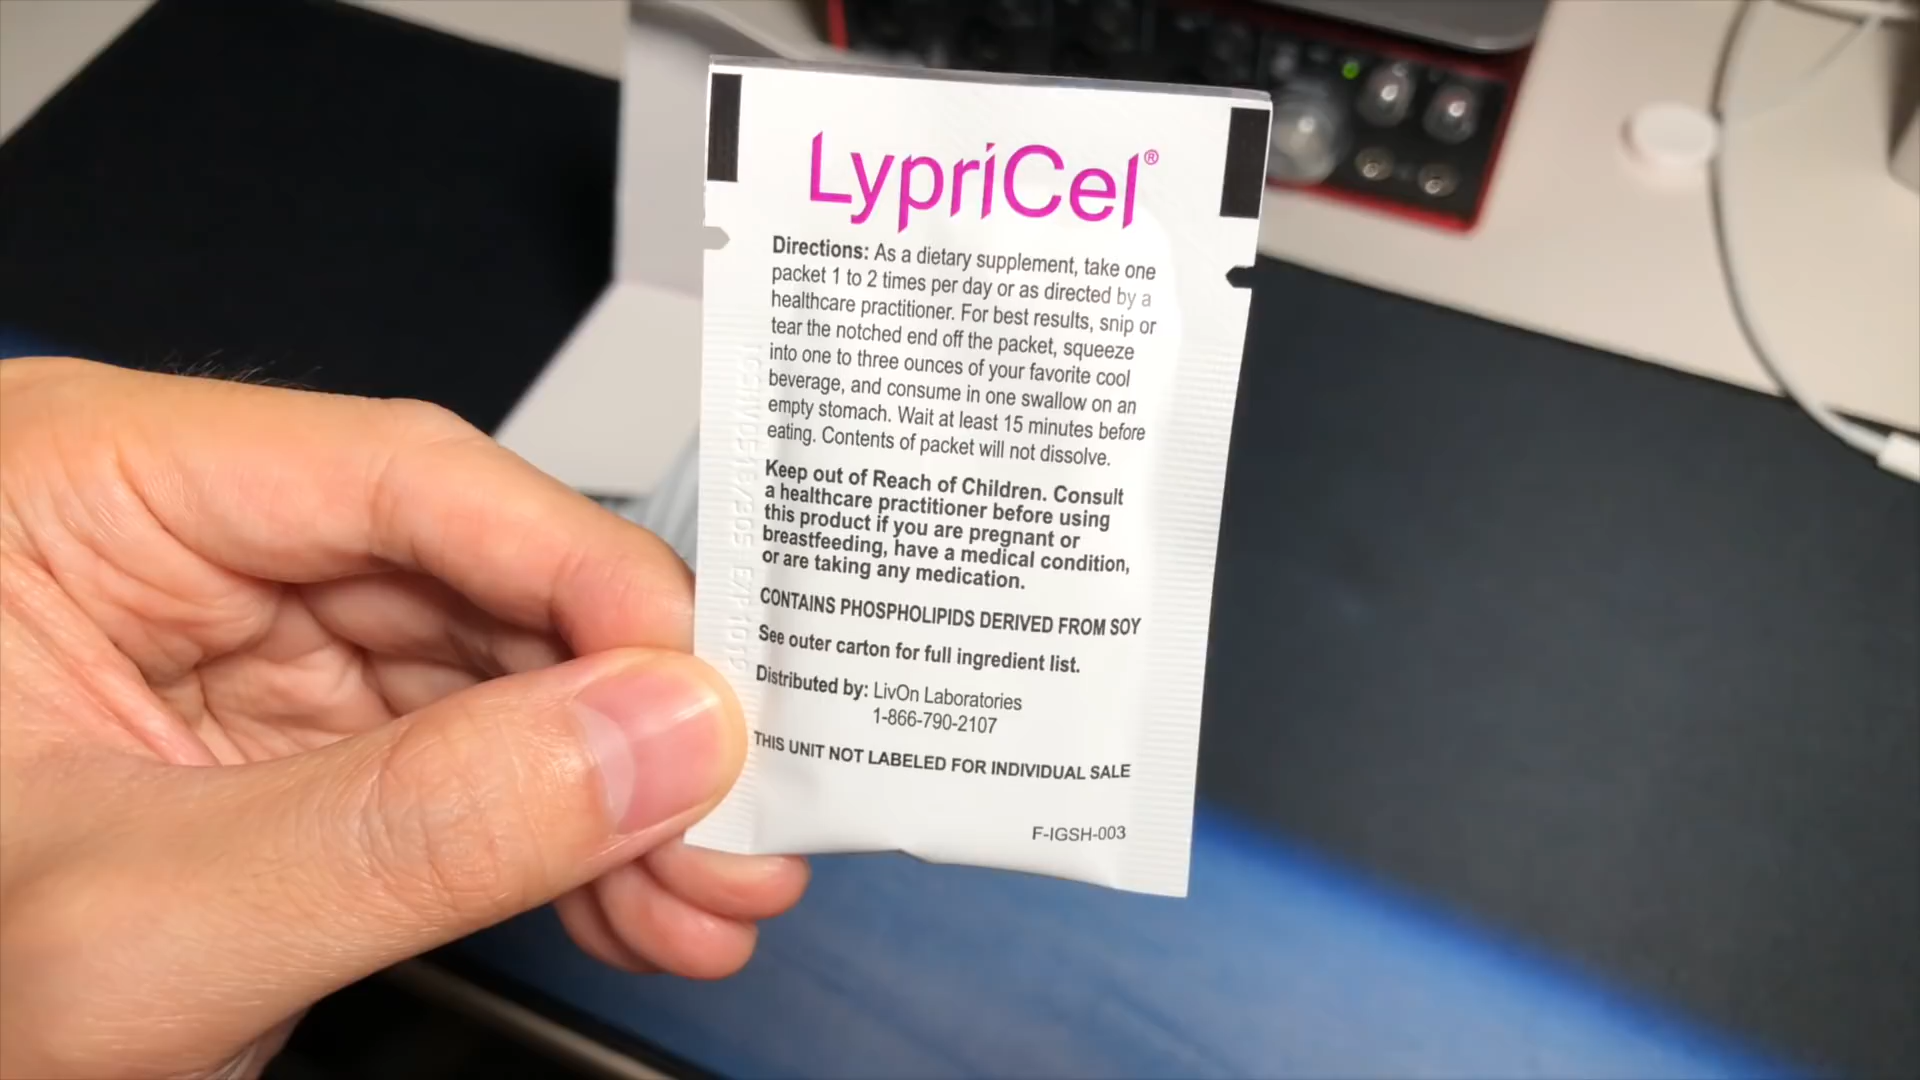 LypriCel®
Directions: As a dietary supplement, take one
packet 1 to 2 times per day or as directed by a
healthcare practitioner. For best results, snip or
tear the notched end off the packet, squeeze
into one to three ounces of your favorite cool
beverage, and consume in one swallow on an
empty stomach. Wait at least 15 minutes before
eating. Contents of packet will not dissolve.
Keep out of Reach of Children. Consult
a healthcare practitioner before using
this product if you are pregnant or
breastfeeding, have a medical condition,
or are taking any medication.
CONTAINS PHOSPHOLIPIDS DERIVED FROM SOY
See outer carton for full ingredient list.
Distributed by: LivOn Laboratories
1-866-790-2107
THIS UNIT NOT LABELED FOR INDIVIDUAL SALE
F-IGSH-003